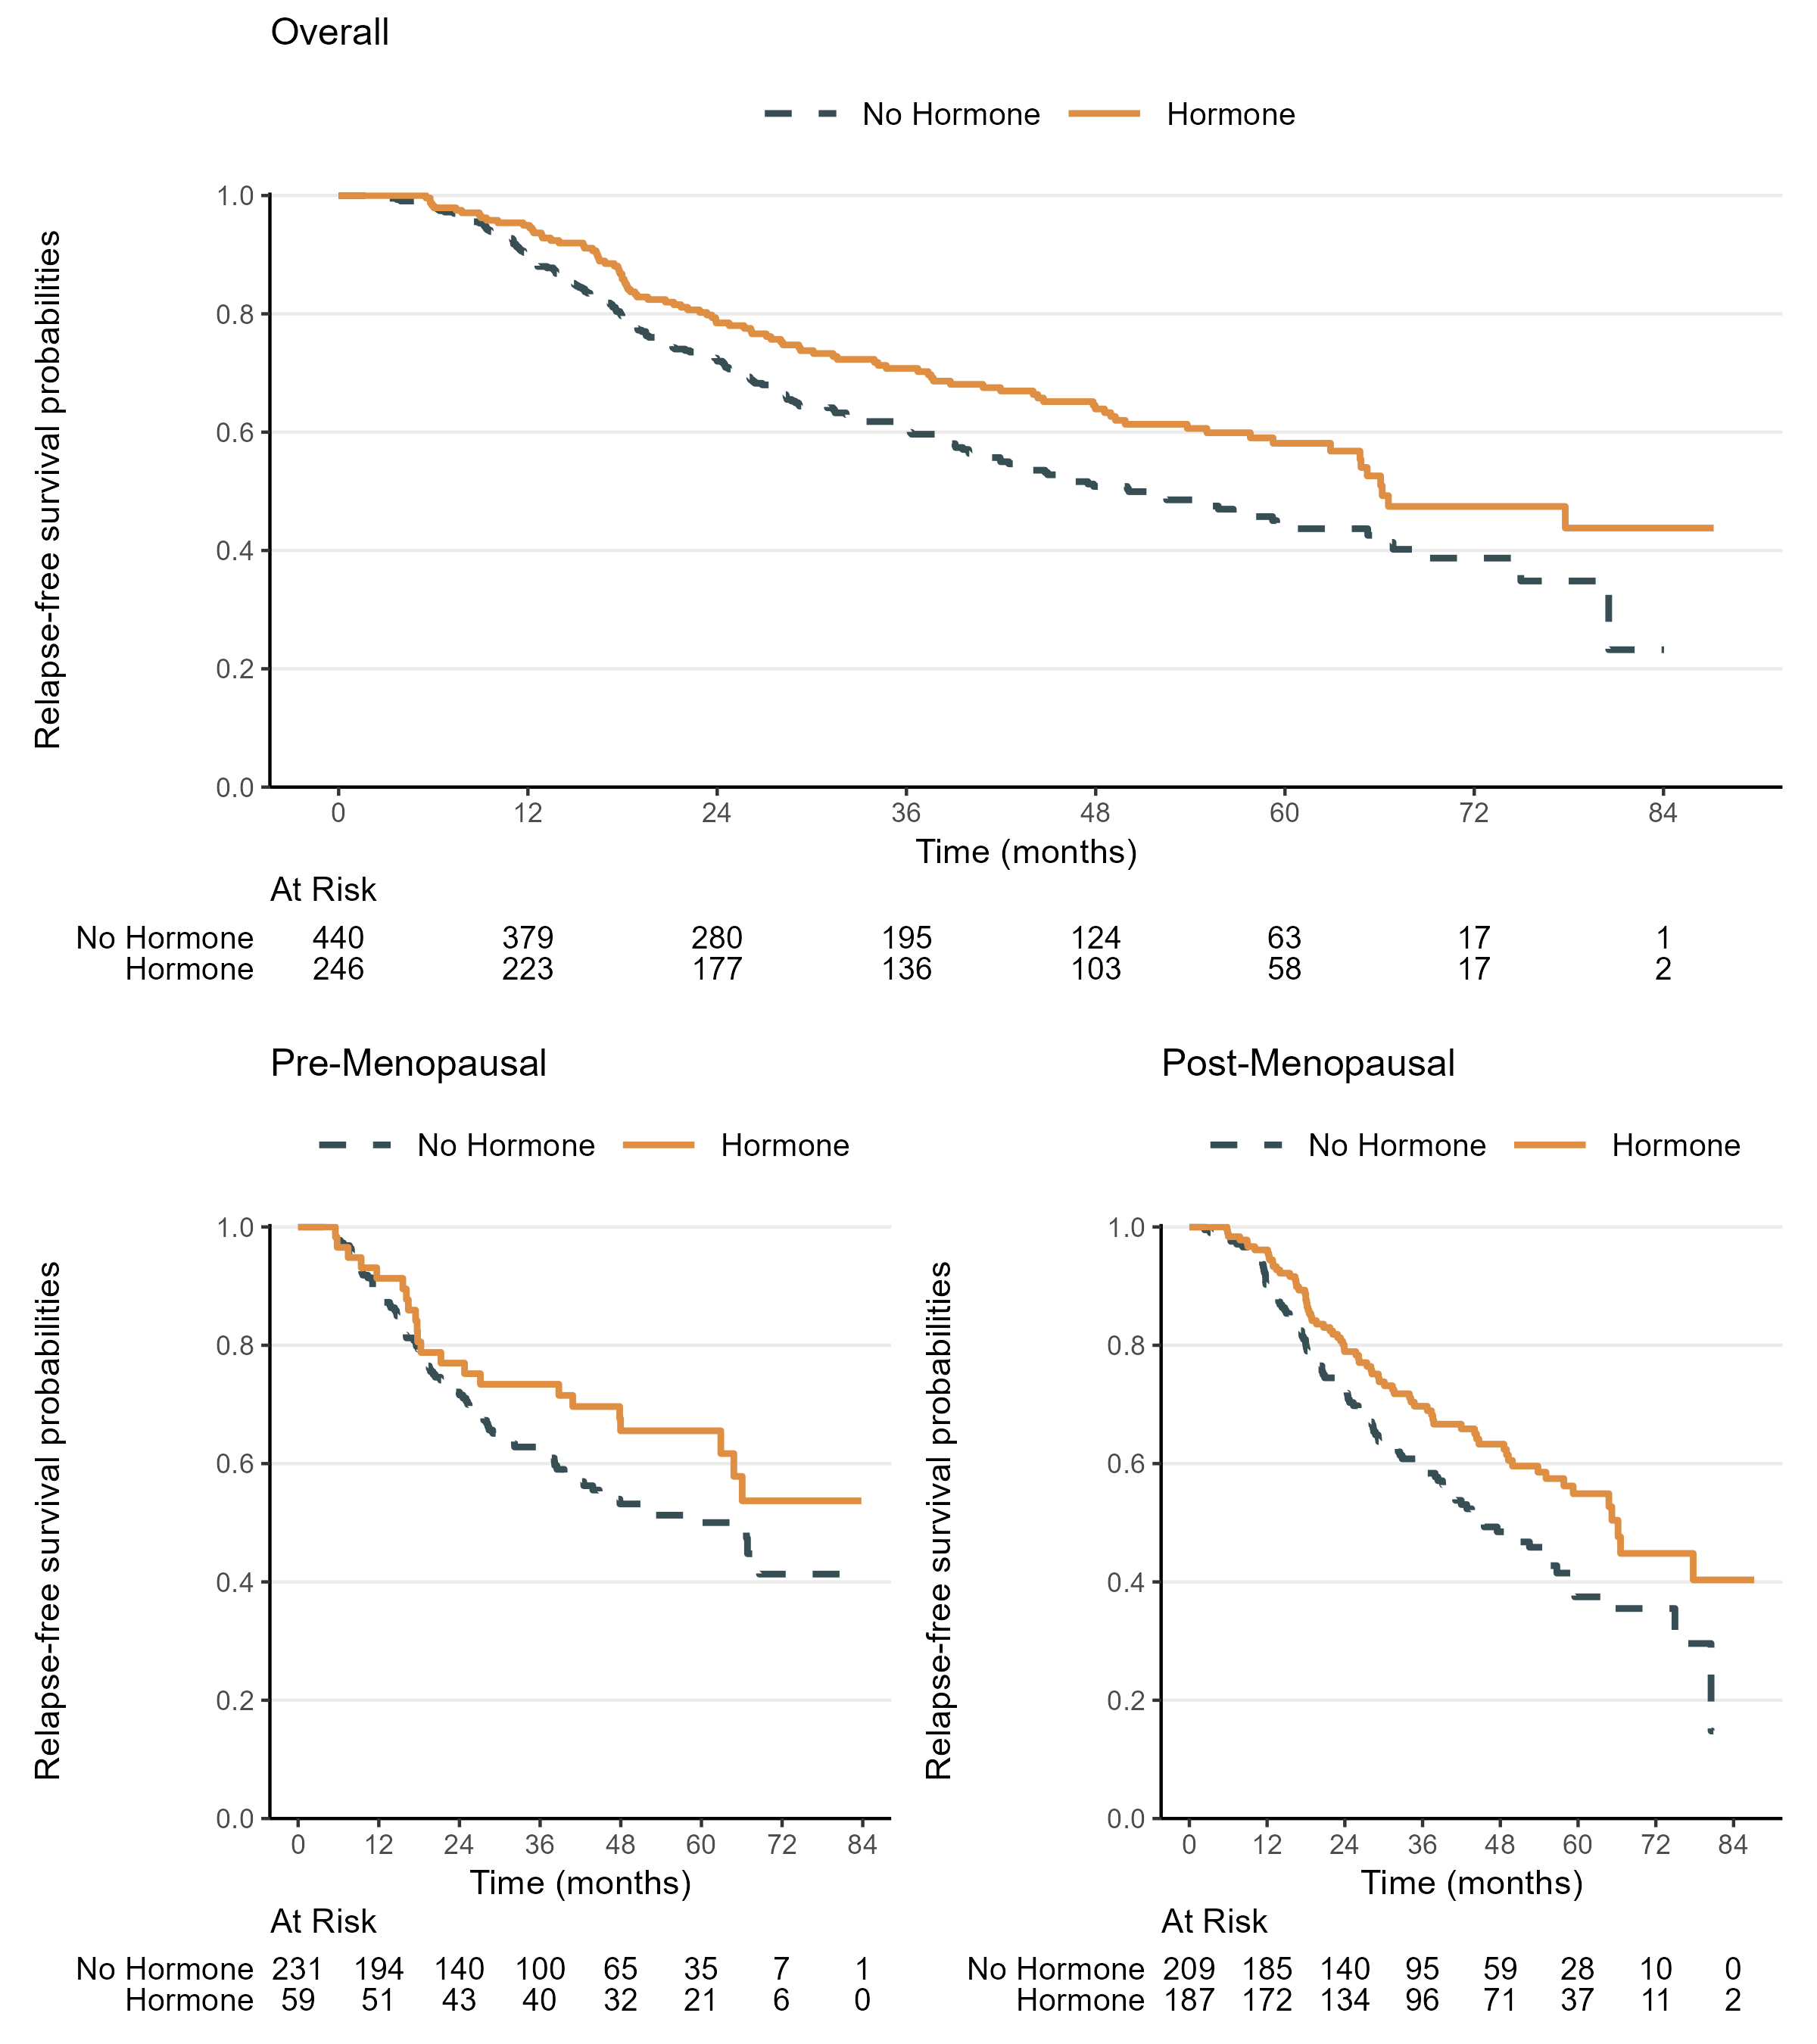 Overall
No Hormone Hormone
Relapse-free survival probabilities
1.0
0.8
0.6
0.4
0.2
0.0
0 12 24 36 48 60 72 84
Time (months)
At Risk
No Hormone 440 379 280 195 124 63 17 1
Hormone 246 223 177 136 103 58 17 2
Pre-Menopausal
No Hormone Hormone
Relapse-free survival probabilities
1.0
0.8
0.6
0.4
0.2
0.0
0 12 24 36 48 60 72 84
Time (months)
At Risk
No Hormone 231 194 140 100 65 35 7 1
Hormone 59 51 43 40 32 21 6 0
Post-Menopausal
No Hormone Hormone
Relapse-free survival probabilities
1.0
0.8
0.6
0.4
0.2
0.0
0 12 24 36 48 60 72 84
Time (months)
At Risk
No Hormone 209 185 140 95 59 28 10 0
Hormone 187 172 134 96 71 37 11 2